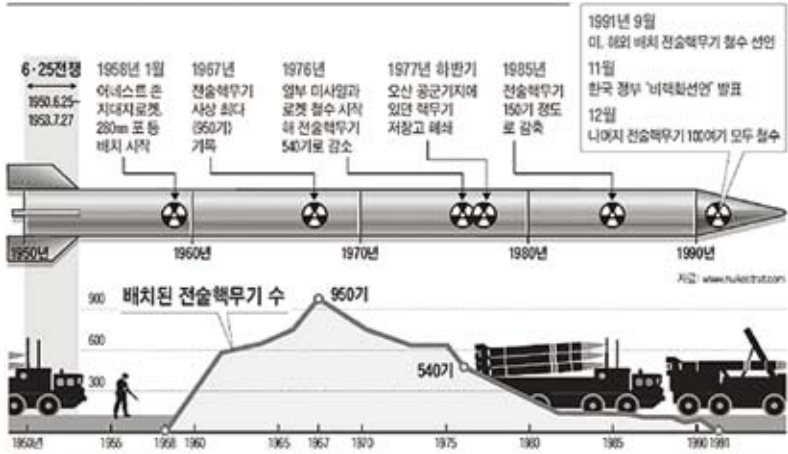 1991년 9월
미, 해외 배치 전술핵무기 철수 선언
11월
한국 정부 "비핵화선언" 발표
12월
나머지 전술핵무기 100여기 모두 철수
6·25전쟁
1950.6.25~
1953.7.27
1958년 1월
어네스트 존
지대지로켓,
280mm 포 등
배치 시작
1967년
전술핵무기
사상 최다
(950기)
기록
1976년
일부 미사일과
로켓 철수 시작
해 전술핵무기
540기로 감소
1977년 하반기
오산 공군기지에
있던 핵무기
저장고 폐쇄
1985년
전술핵무기
150기 정도
로 감축
1950년
1960년
1970년
1980년
1990년
자료: www.nukestrat.com
배치된 전술핵무기 수
900
600
300
950기
540기
1950년
1955
1958
1960
1965
1967
1970
1975
1980
1985
1990
1991